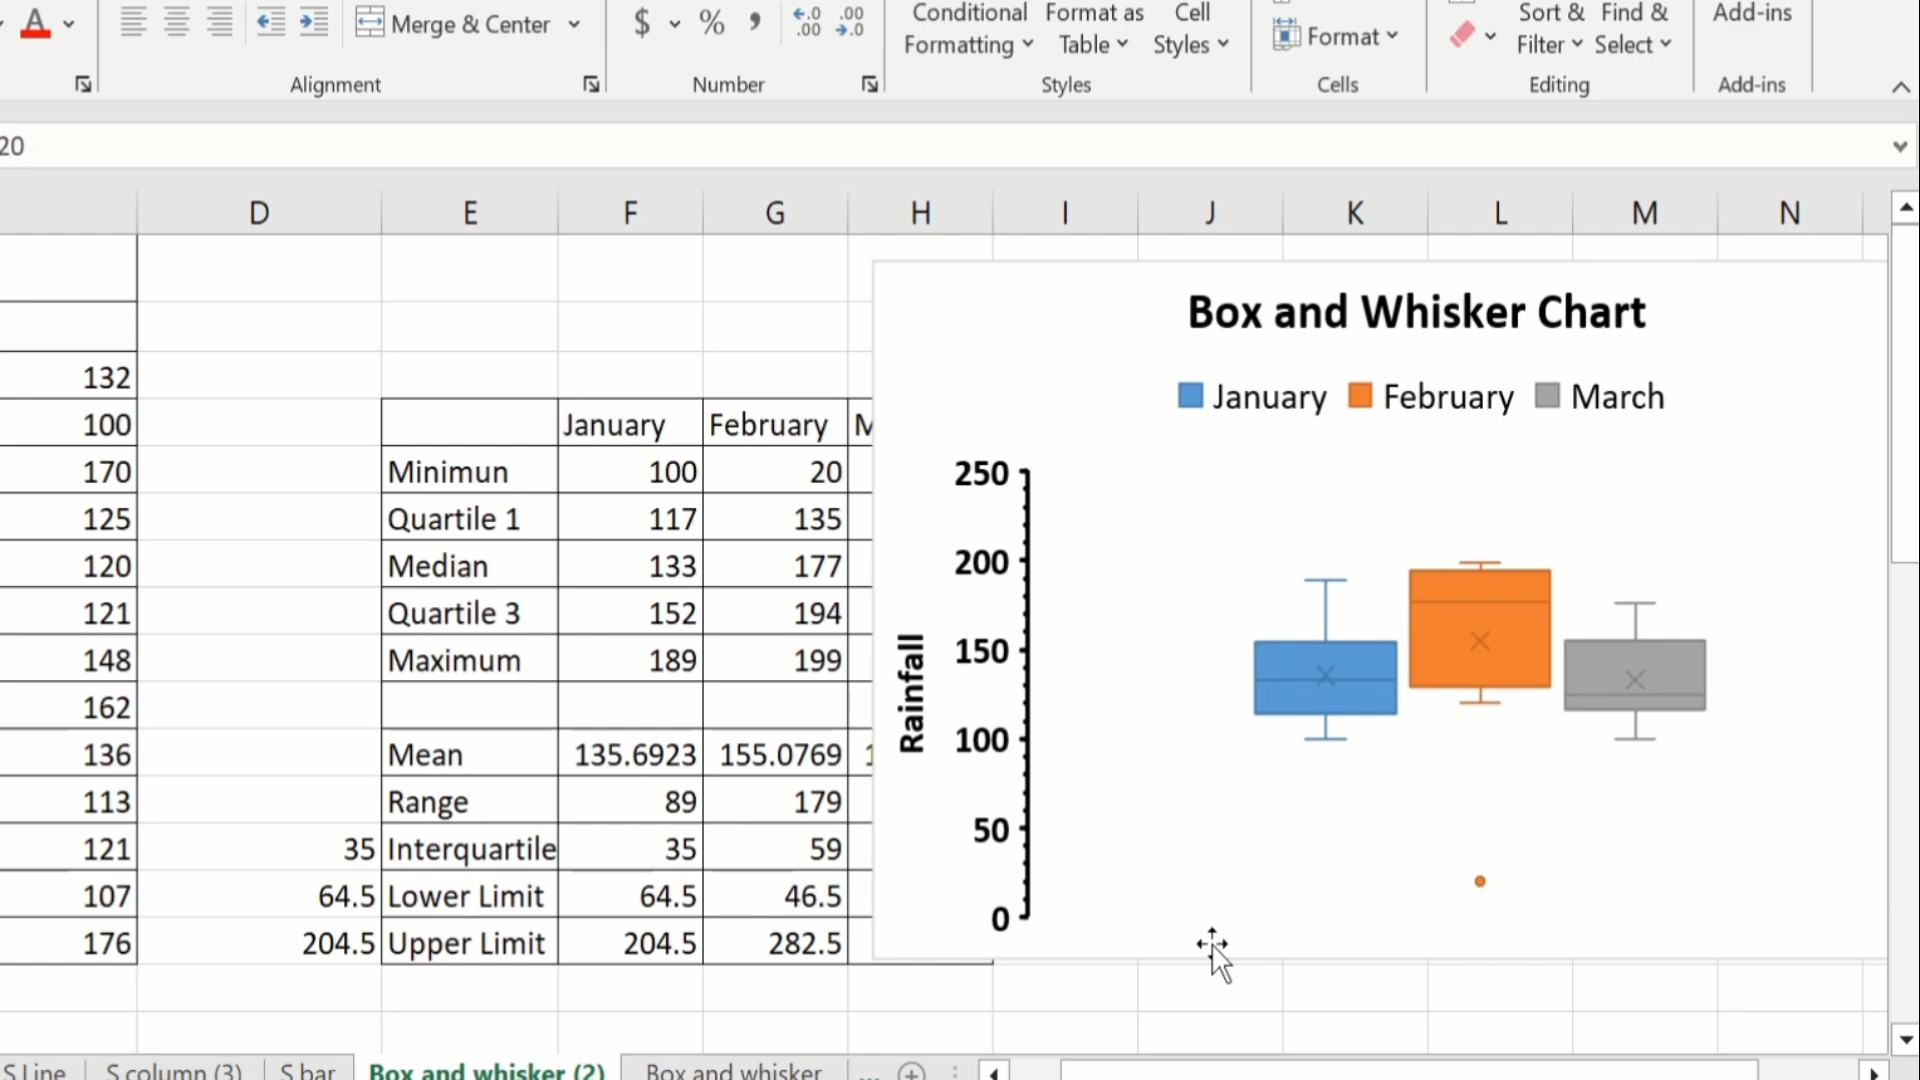 A
Merge & Center
$ % 9
Conditional Formatting
Format as Table
Cell Styles
Format
Sort & Filter
Find & Select
Add-ins
Alignment
Number
Styles
Cells
Editing
Add-ins
20
D E F G H I J K L M N
132
100 January February M
170 Minimun 100 20
125 Quartile 1 117 135
120 Median 133 177
121 Quartile 3 152 194
148 Maximum 189 199
162
136 Mean 135.6923 155.0769 1
113 Range 89 179
121 35 Interquartile 35 59
107 64.5 Lower Limit 64.5 46.5
176 204.5 Upper Limit 204.5 282.5
Box and Whisker Chart
January February March
250
200
150
100
50
0
Rainfall
S Line S column (3) S bar Box and whisker (2) Box and whisker ...